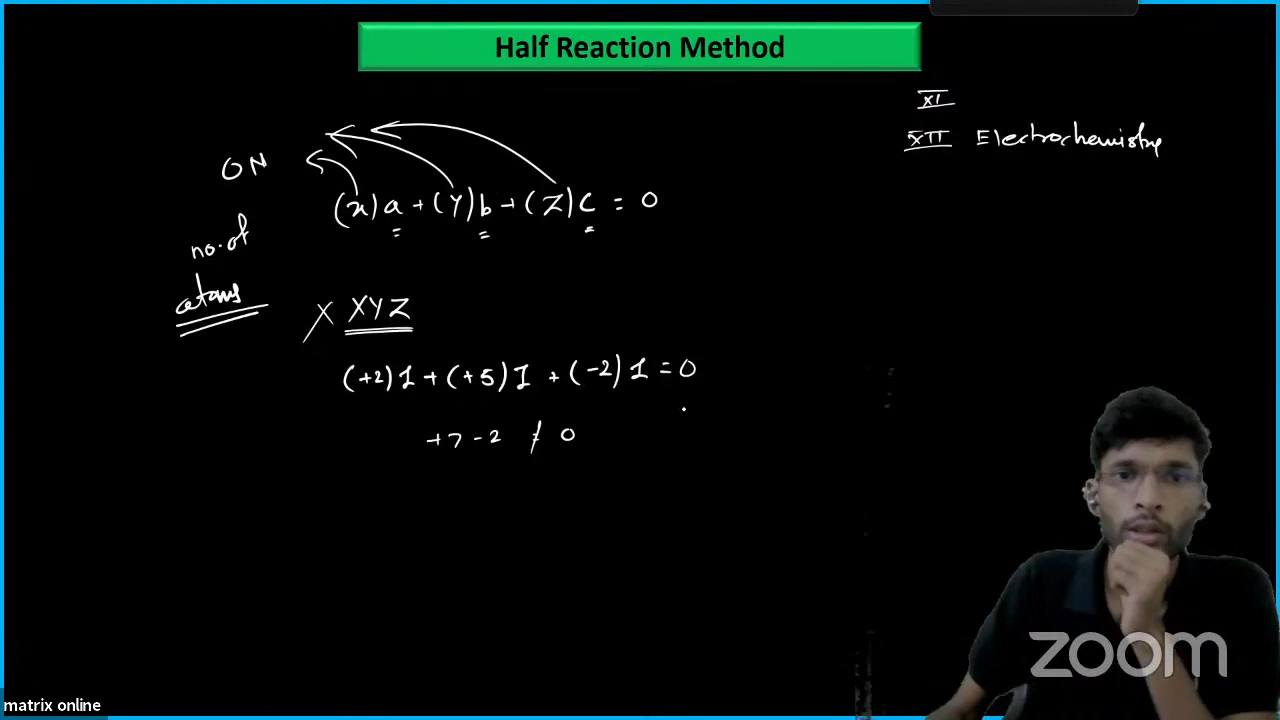 Half Reaction Method
XI
XII Electrochemistry
ON
(x)a + (Y)b + (Z)c = 0
no. of
atoms
X XYZ
(+2)1 + (+5)1 + (-2)1 = 0
+7-2 ≠ 0
zoom
matrix online